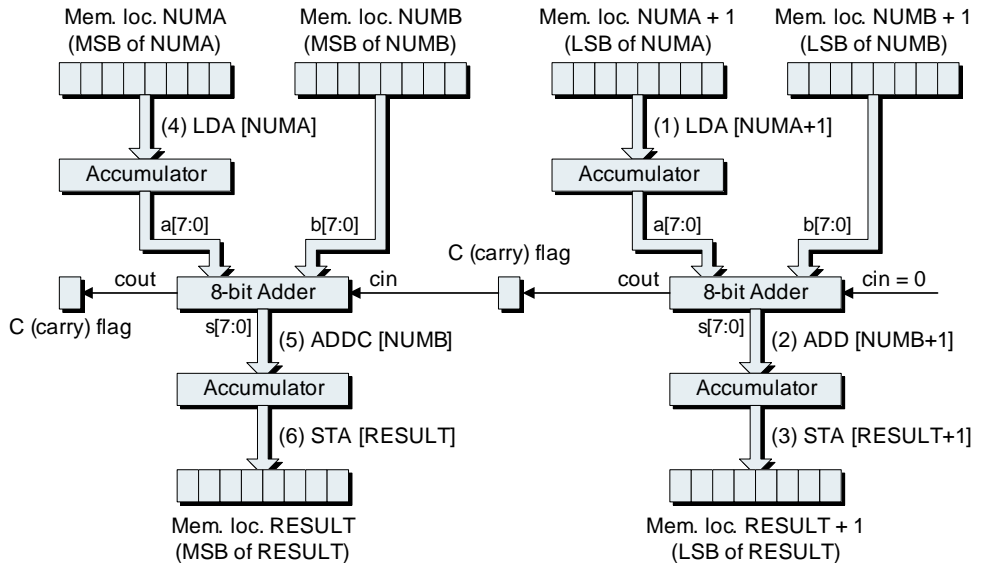 Mem. loc. NUMA
(MSB of NUMA)
Mem. loc. NUMB
(MSB of NUMB)
Mem. loc. NUMA + 1
(LSB of NUMA)
Mem. loc. NUMB + 1
(LSB of NUMB)
(4) LDA [NUMA]
(1) LDA [NUMA+1]
Accumulator
Accumulator
a[7:0]
b[7:0]
a[7:0]
b[7:0]
C (carry) flag
cout
8-bit Adder
cin
cout
8-bit Adder
cin = 0
C (carry) flag
s[7:0]
(5) ADDC [NUMB]
s[7:0]
(2) ADD [NUMB+1]
Accumulator
Accumulator
(6) STA [RESULT]
(3) STA [RESULT+1]
Mem. loc. RESULT
(MSB of RESULT)
Mem. loc. RESULT + 1
(LSB of RESULT)